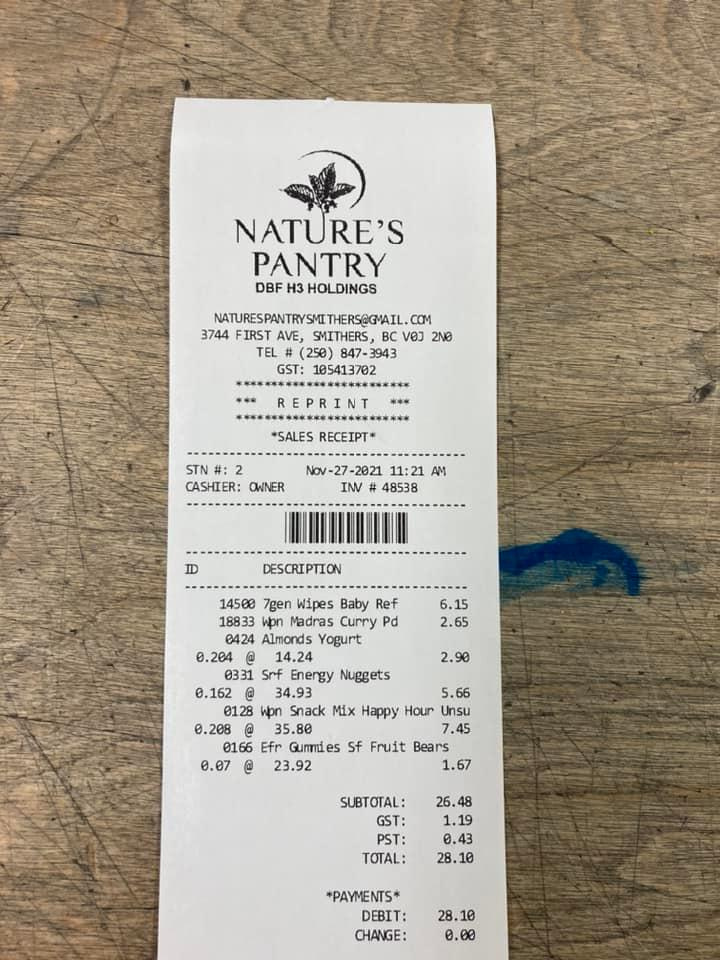 NATURE'S
PANTRY
DBF H3 HOLDINGS
NATURESPANTRYSMITHERS@GMAIL.COM
3744 FIRST AVE, SMITHERS, BC V0J 2N0
TEL # (250) 847-3943
GST: 105413702
*************************
*** REPRINT ***
*************************
*SALES RECEIPT*
----------------------------------------
STN #: 2 Nov-27-2021 11:21 AM
CASHIER: OWNER INV # 48538
----------------------------------------
----------------------------------------
ID DESCRIPTION
----------------------------------------
14500 7gen Wipes Baby Ref 6.15
18833 Wpn Madras Curry Pd 2.65
0424 Almonds Yogurt
0.204 @ 14.24 2.90
0331 Srf Energy Nuggets
0.162 @ 34.93 5.66
0128 Wpn Snack Mix Happy Hour Unsu
0.208 @ 35.80 7.45
0166 Efr Gummies Sf Fruit Bears
0.07 @ 23.92 1.67
SUBTOTAL: 26.48
GST: 1.19
PST: 0.43
TOTAL: 28.10
*PAYMENTS*
DEBIT: 28.10
CHANGE: 0.00